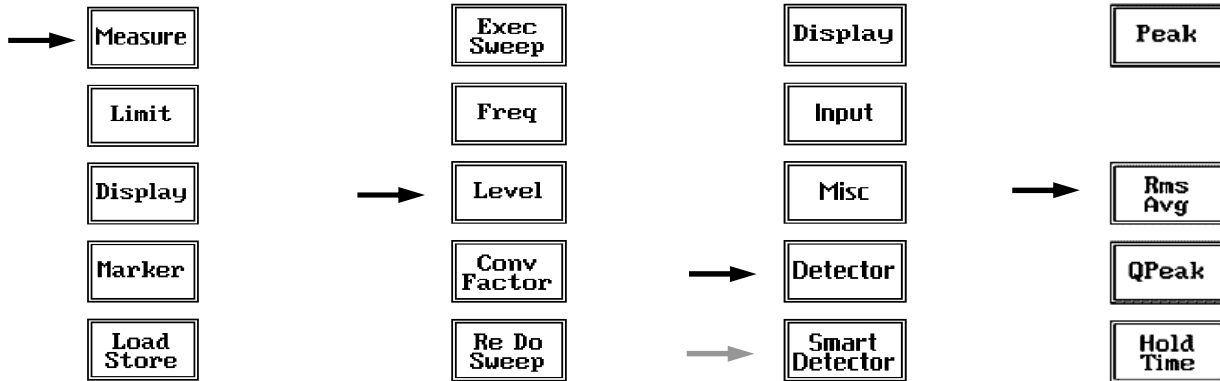 Measure
Limit
Display
Marker
Load
Store
Exec
Sweep
Freq
Level
Conv
Factor
Re Do
Sweep
Display
Input
Misc
Detector
Smart
Detector
Peak
Rms
Avg
QPeak
Hold
Time